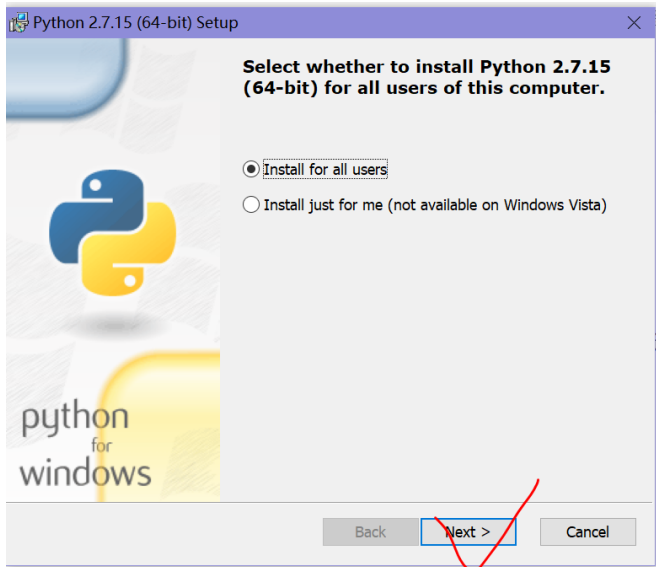 Python 2.7.15 (64-bit) Setup
Select whether to install Python 2.7.15
(64-bit) for all users of this computer.
Install for all users
Install just for me (not available on Windows Vista)
python
for
windows
Back
Next >
Cancel